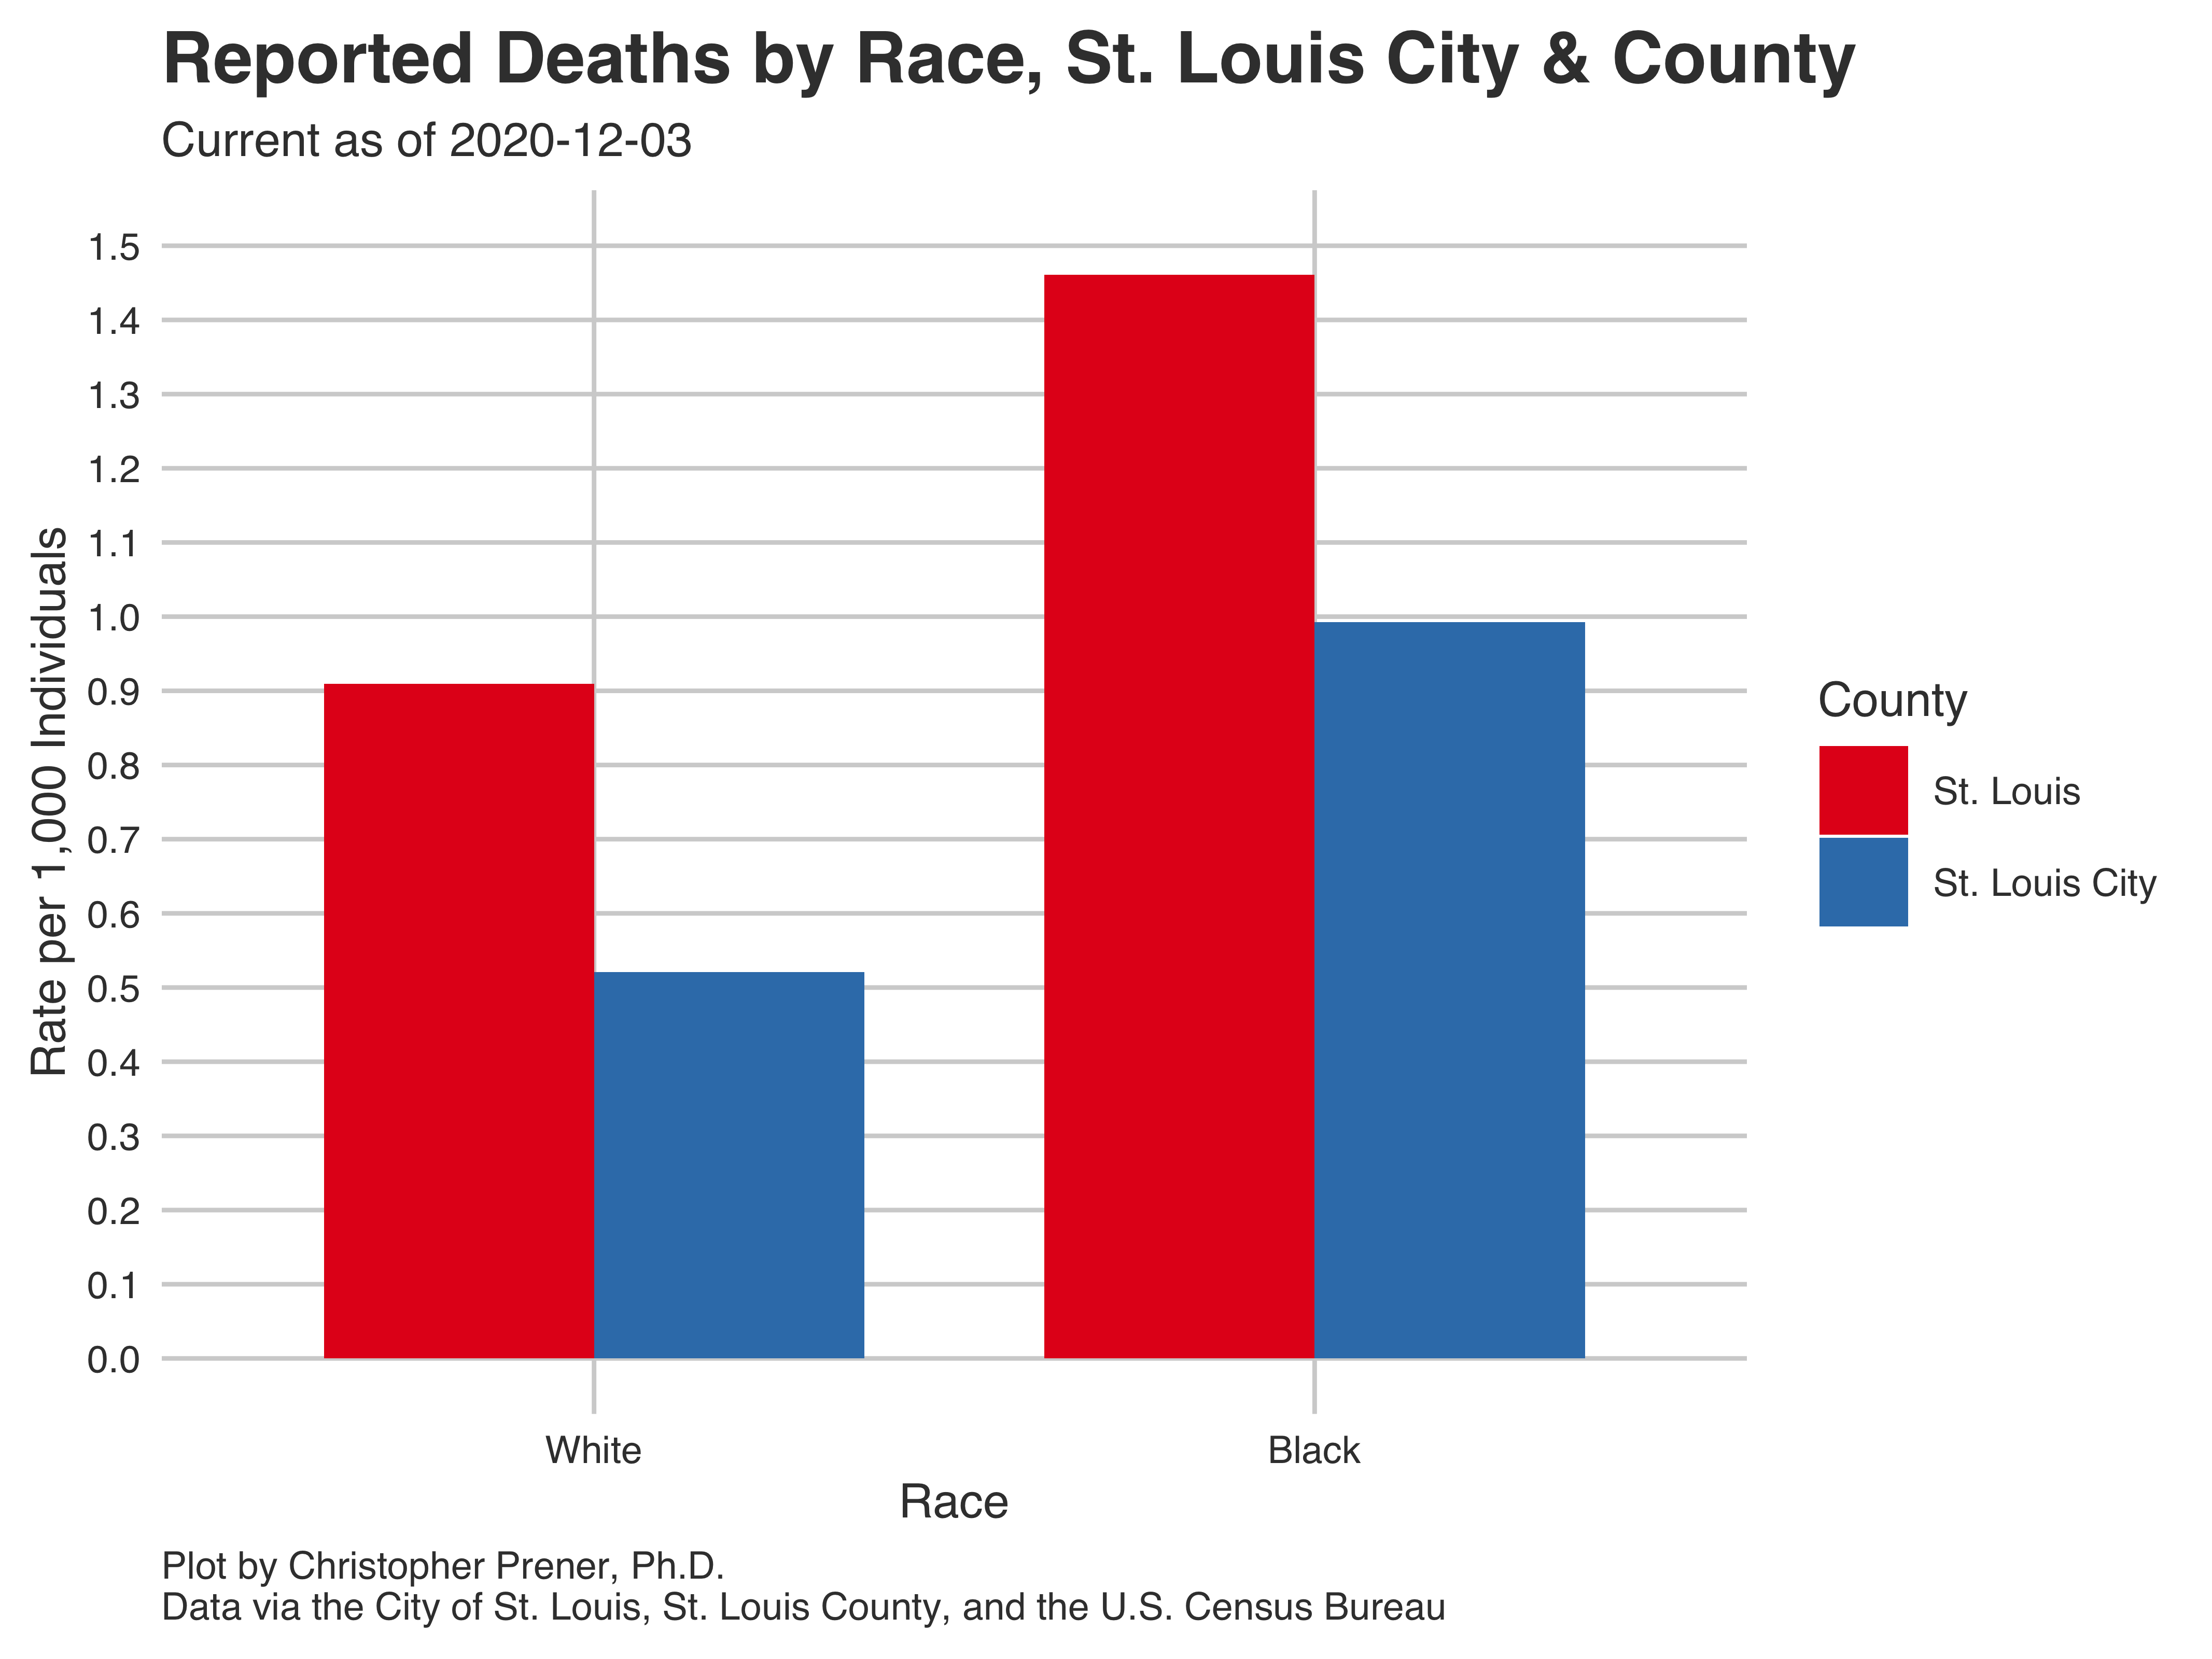 Reported Deaths by Race, St. Louis City & County
Current as of 2020-12-03
Rate per 1,000 Individuals
1.5
1.4
1.3
1.2
1.1
1.0
0.9
0.8
0.7
0.6
0.5
0.4
0.3
0.2
0.1
0.0
White
Black
Race
County
St. Louis
St. Louis City
Plot by Christopher Prener, Ph.D.
Data via the City of St. Louis, St. Louis County, and the U.S. Census Bureau